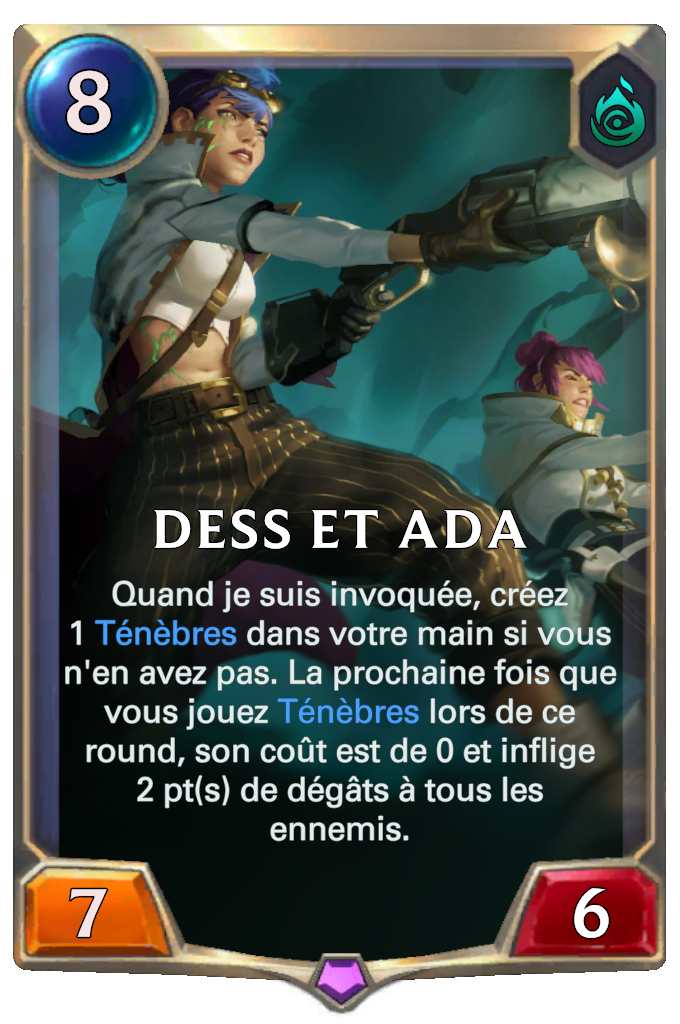 8
DESS ET ADA
Quand je suis invoquée, créez
1 Ténèbres dans votre main si vous
n'en avez pas. La prochaine fois que
vous jouez Ténèbres lors de ce
round, son coût est de 0 et inflige
2 pt(s) de dégâts à tous les
ennemis.
7
6